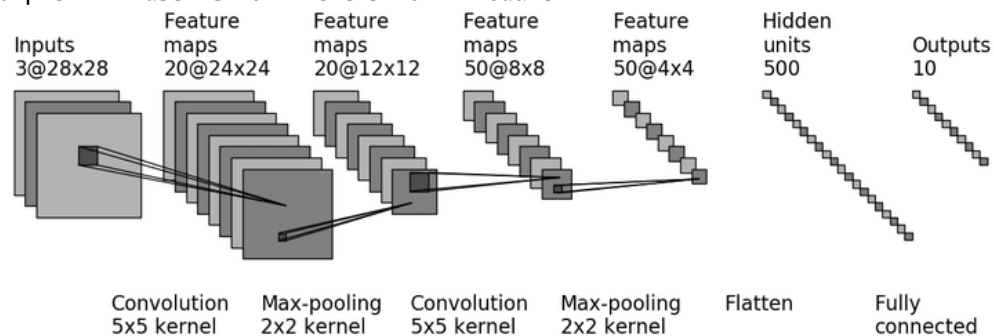 Inputs
3@28x28
Feature
maps
20@24x24
Feature
maps
20@12x12
Feature
maps
50@8x8
Feature
maps
50@4x4
Hidden
units
500
Outputs
10
Convolution
5x5 kernel
Max-pooling
2x2 kernel
Convolution
5x5 kernel
Max-pooling
2x2 kernel
Flatten
Fully
connected